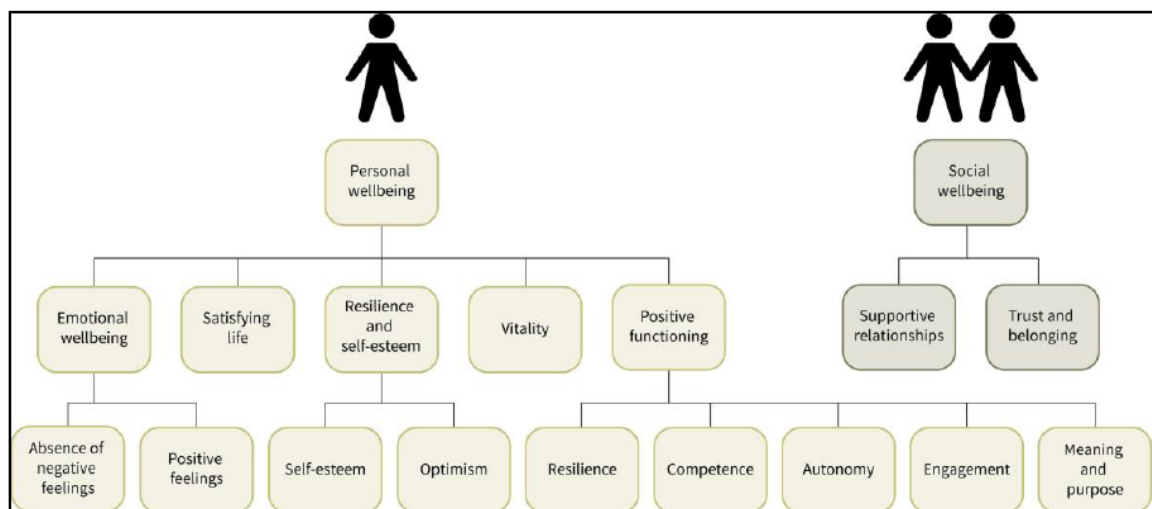 Personal
wellbeing
Social
wellbeing
Emotional
wellbeing
Satisfying
life
Resilience
and
self-esteem
Vitality
Positive
functioning
Supportive
relationships
Trust and
belonging
Absence of
negative
feelings
Positive
feelings
Self-esteem
Optimism
Resilience
Competence
Autonomy
Engagement
Meaning
and
purpose